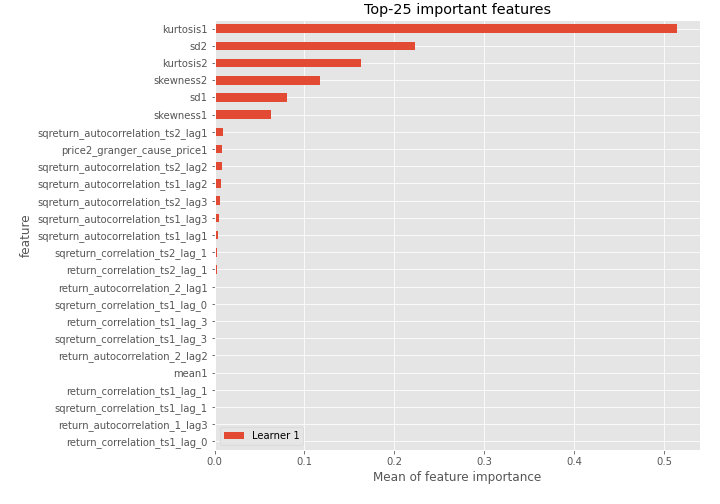 Top-25 important features
kurtosis1
sd2
kurtosis2
skewness2
sd1
skewness1
sqreturn_autocorrelation_ts2_lag1
price2_granger_cause_price1
sqreturn_autocorrelation_ts2_lag2
sqreturn_autocorrelation_ts1_lag2
sqreturn_autocorrelation_ts2_lag3
sqreturn_autocorrelation_ts1_lag3
sqreturn_autocorrelation_ts1_lag1
sqreturn_correlation_ts2_lag_1
return_correlation_ts2_lag_1
return_autocorrelation_2_lag1
sqreturn_correlation_ts1_lag_0
return_correlation_ts1_lag_3
sqreturn_correlation_ts1_lag_3
return_autocorrelation_2_lag2
mean1
return_correlation_ts1_lag_1
sqreturn_correlation_ts1_lag_1
return_autocorrelation_1_lag3
return_correlation_ts1_lag_0
feature
Learner 1
0.0 0.1 0.2 0.3 0.4 0.5
Mean of feature importance